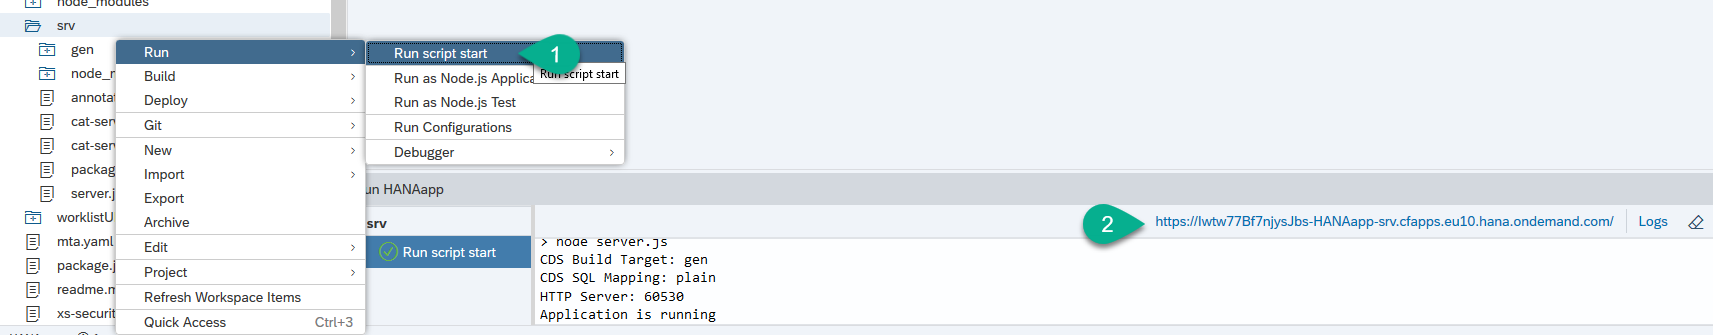 node_modules
srv
gen
node_r
annotat
cat-serv
cat-serv
packag
server.j
worklistU
mta.yaml
package.j
readme.m
xs-securit
Run
Build
Deploy
Git
New
Import
Export
Archive
Edit
Project
Refresh Workspace Items
Quick Access Ctrl+3
Run script start
Run as Node.js Applica
Run script start
Run as Node.js Test
Run Configurations
Debugger
1
un HANAapp
srv
Run script start
2
https://lwtw77Bf7njysJbs-HANAapp-srv.cfapps.eu10.hana.ondemand.com/
Logs
> node server.js
CDS Build Target: gen
CDS SQL Mapping: plain
HTTP Server: 60530
Application is running